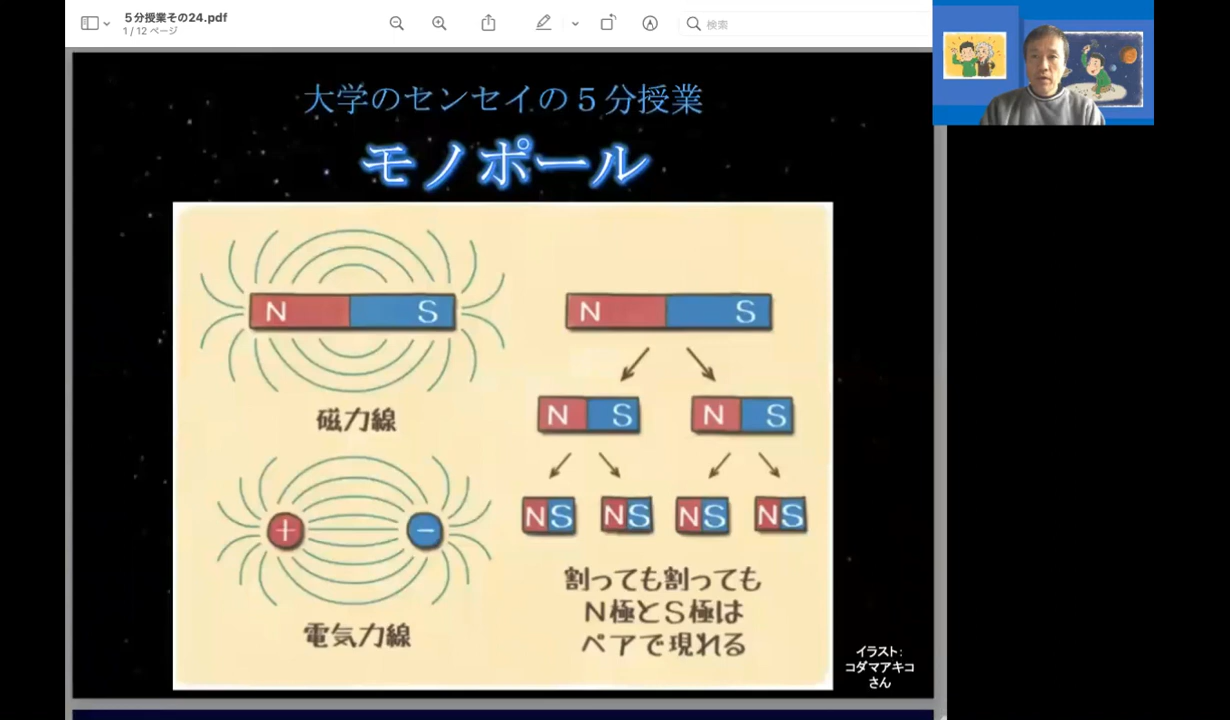 5分授業その24.pdf
1 / 12 ページ
検索
大学のセンセイの５分授業
モノポール
N S
N S
磁力線
N S
N S
N S
N S
N S
N S
+ −
電気力線
割っても割っても
N極とS極は
ペアで現れる
イラスト:
コダマアキコ
さん